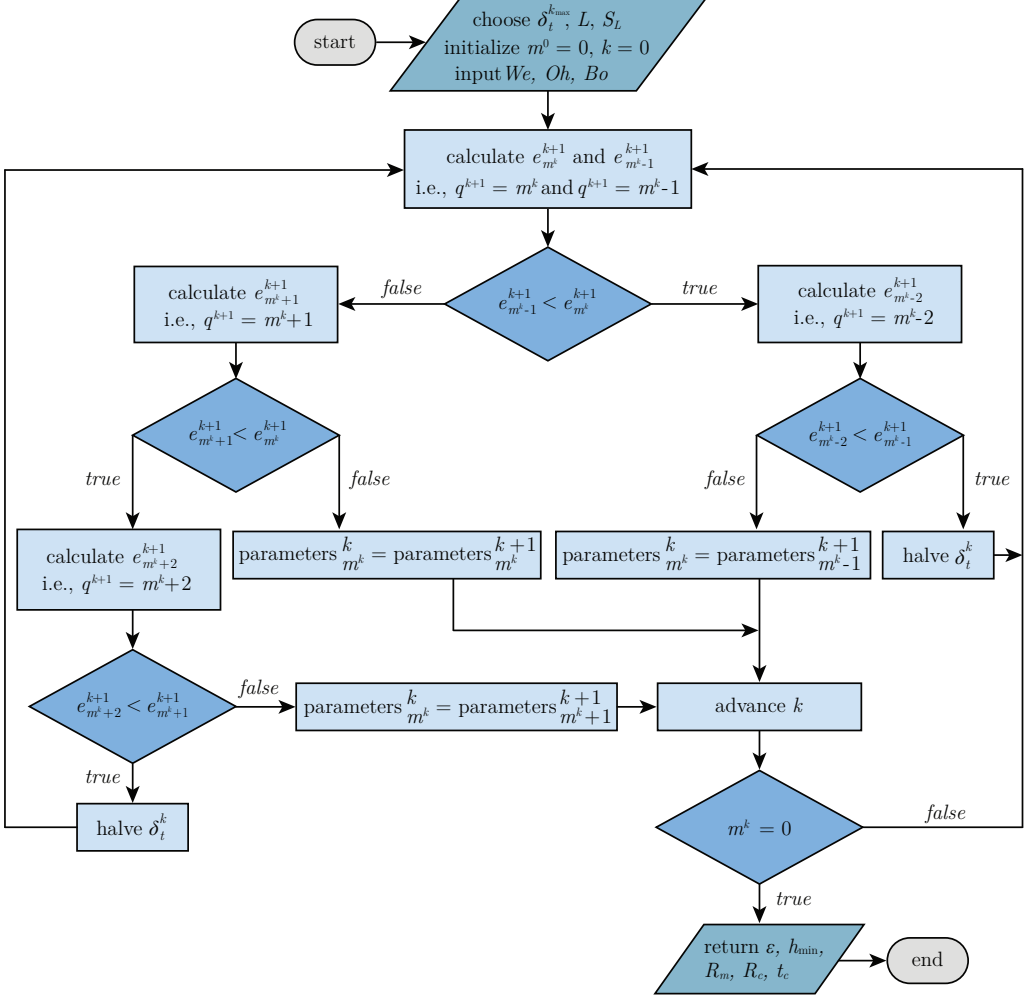 start
choose δ_t^{k_max}, L, S_L
initialize m^0 = 0, k = 0
input We, Oh, Bo
calculate e_{m^k}^{k+1} and e_{m^k-1}^{k+1}
i.e., q^{k+1} = m^k and q^{k+1} = m^k-1
e_{m^k-1}^{k+1} < e_{m^k}^{k+1}
false
true
calculate e_{m^k+1}^{k+1}
i.e., q^{k+1} = m^k+1
calculate e_{m^k-2}^{k+1}
i.e., q^{k+1} = m^k-2
e_{m^k+1}^{k+1} < e_{m^k}^{k+1}
e_{m^k-2}^{k+1} < e_{m^k-1}^{k+1}
true
false
false
true
calculate e_{m^k+2}^{k+1}
i.e., q^{k+1} = m^k+2
parameters_{m^k}^{k} = parameters_{m^k}^{k+1}
parameters_{m^k}^{k} = parameters_{m^k-1}^{k+1}
halve δ_t^k
e_{m^k+2}^{k+1} < e_{m^k+1}^{k+1}
false
parameters_{m^k}^{k} = parameters_{m^k+1}^{k+1}
advance k
true
halve δ_t^k
m^k = 0
false
true
return ε, h_min,
R_m, R_c, t_c
end